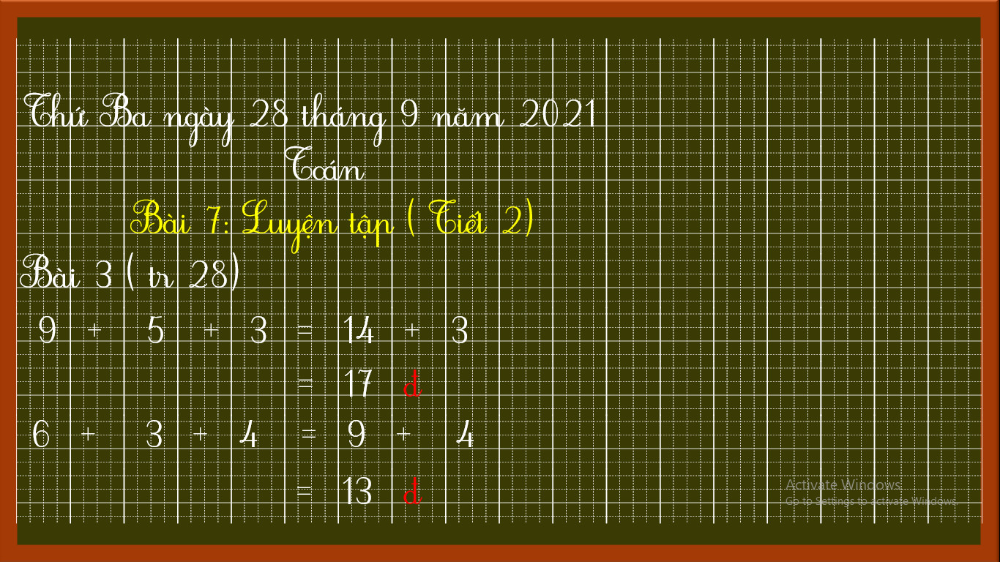 Thứ Ba ngày 28 tháng 9 năm 2021
Toán
Bài 7: Luyện tập ( Tiết 2)
Bài 3 ( tr 28)
9 + 5 + 3 = 14 + 3
= 17 đ
6 + 3 + 4 = 9 + 4
= 13 đ
Activate Windows
Go to Settings to activate Windows.